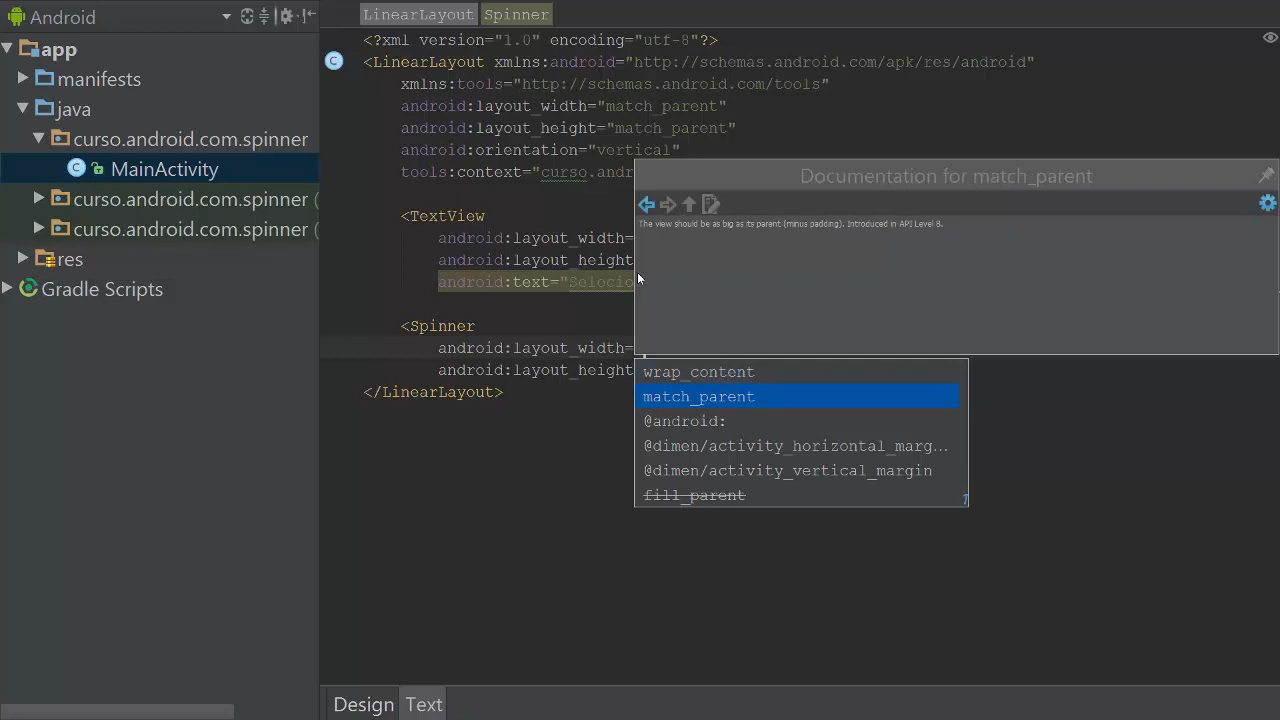 Android
app
manifests
java
curso.android.com.spinner
MainActivity
curso.android.com.spinner (
curso.android.com.spinner (
res
Gradle Scripts
LinearLayout Spinner
<?xml version="1.0" encoding="utf-8"?>
<LinearLayout xmlns:android="http://schemas.android.com/apk/res/android"
xmlns:tools="http://schemas.android.com/tools"
android:layout_width="match_parent"
android:layout_height="match_parent"
android:orientation="vertical"
tools:context="curso.andr
<TextView
android:layout_width=
android:layout_height
android:text="Selecio
<Spinner
android:layout_width=
android:layout_height
</LinearLayout>
Documentation for match_parent
The view should be as big as its parent (minus padding). Introduced in API Level 8.
wrap_content
match_parent
@android:
@dimen/activity_horizontal_marg...
@dimen/activity_vertical_margin
fill_parent
Design Text